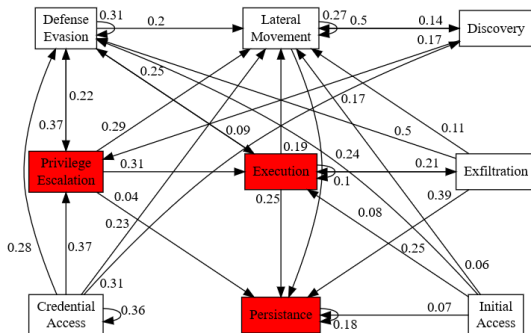 0.31
0.2
0.27
0.5
0.14
Defense
Evasion
Lateral
Movement
Discovery
0.17
0.25
0.22
0.17
0.37
0.29
0.09
0.19
0.24
0.5
0.11
Privilege
Escalation
0.31
Execution
0.1
0.21
Exfiltration
0.04
0.25
0.39
0.23
0.08
0.28
0.37
0.25
0.31
0.06
Credential
Access
0.36
Persistance
0.18
0.07
Initial
Access